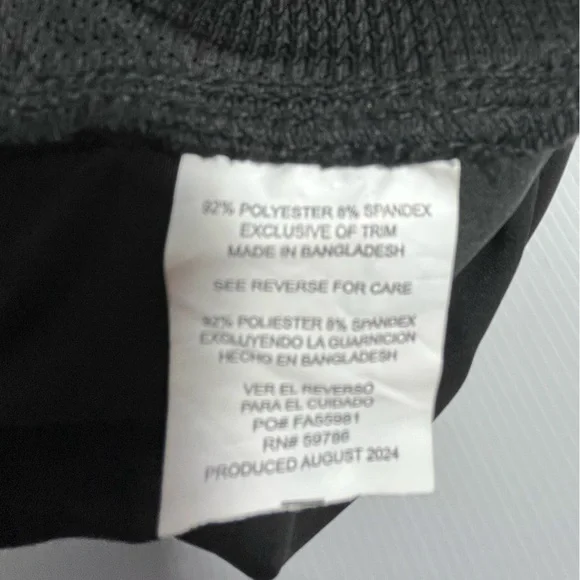 92% POLYESTER 8% SPANDEX
EXCLUSIVE OF TRIM
MADE IN BANGLADESH
SEE REVERSE FOR CARE
92% POLIESTER 8% SPANDEX
EXCLUYENDO LA GUARNICION
HECHO EN BANGLADESH
VER EL REVERSO
PARA EL CUIDADO
PO# FA55981
RN# 59786
PRODUCED AUGUST 2024